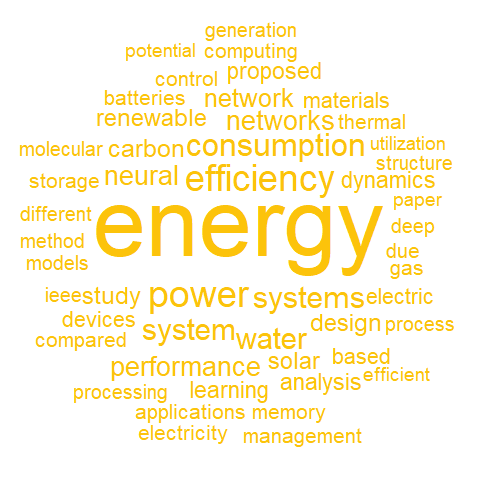 generation
potential computing
control proposed
batteries network materials
renewable networks thermal
molecular carbon consumption utilization
structure
storage neural efficiency dynamics
different energy paper
method deep
models due
gas
ieee study power systems electric
devices system water design process
compared
performance solar based
processing learning analysis efficient
applications memory
electricity management